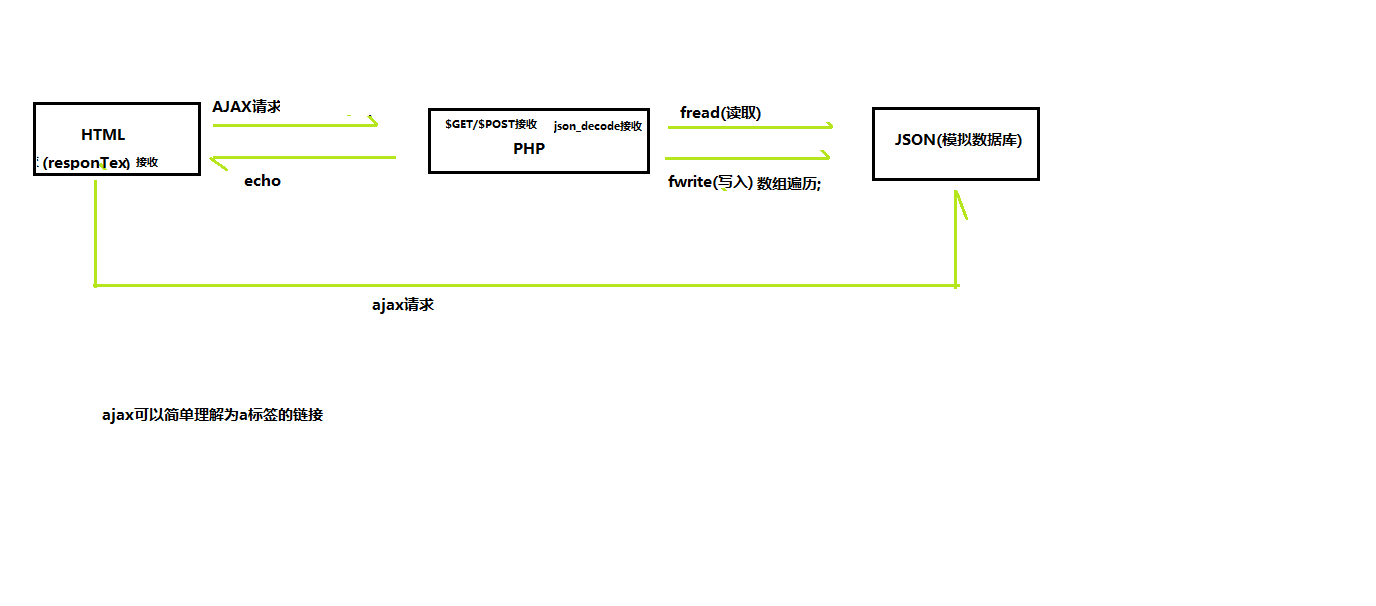 AJAX请求
HTML
(responTex) 接收
echo
$GET/$POST接收 json_decode接收
PHP
fread(读取)
fwrite(写入) 数组遍历;
JSON(模拟数据库)
ajax请求
ajax可以简单理解为a标签的链接